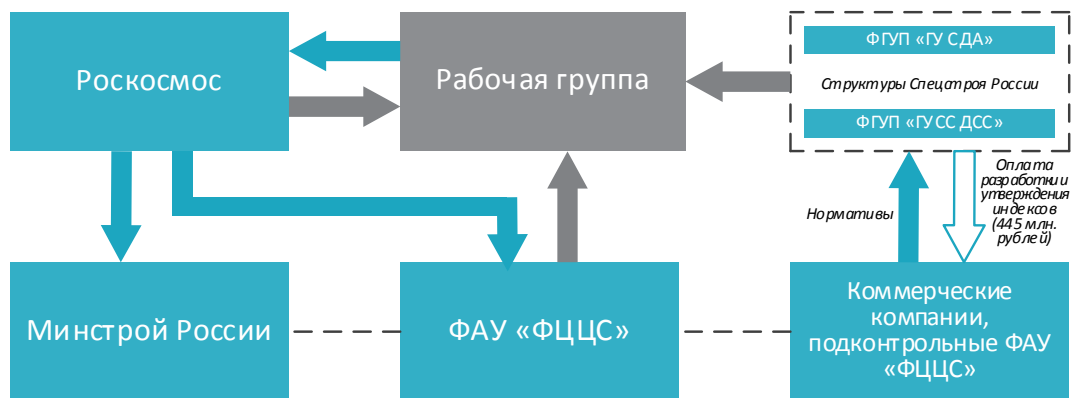 Роскосмос
Рабочая группа
ФГУП «ГУ СДА»
Структуры Спецстроя России
ФГУП «ГУСС ДСС»
Нормативы
Оплата
разработки и
утверждения
индексов
(445 млн.
рублей)
Минстрой России
ФАУ «ФЦЦС»
Коммерческие
компании,
подконтрольные ФАУ
«ФЦЦС»